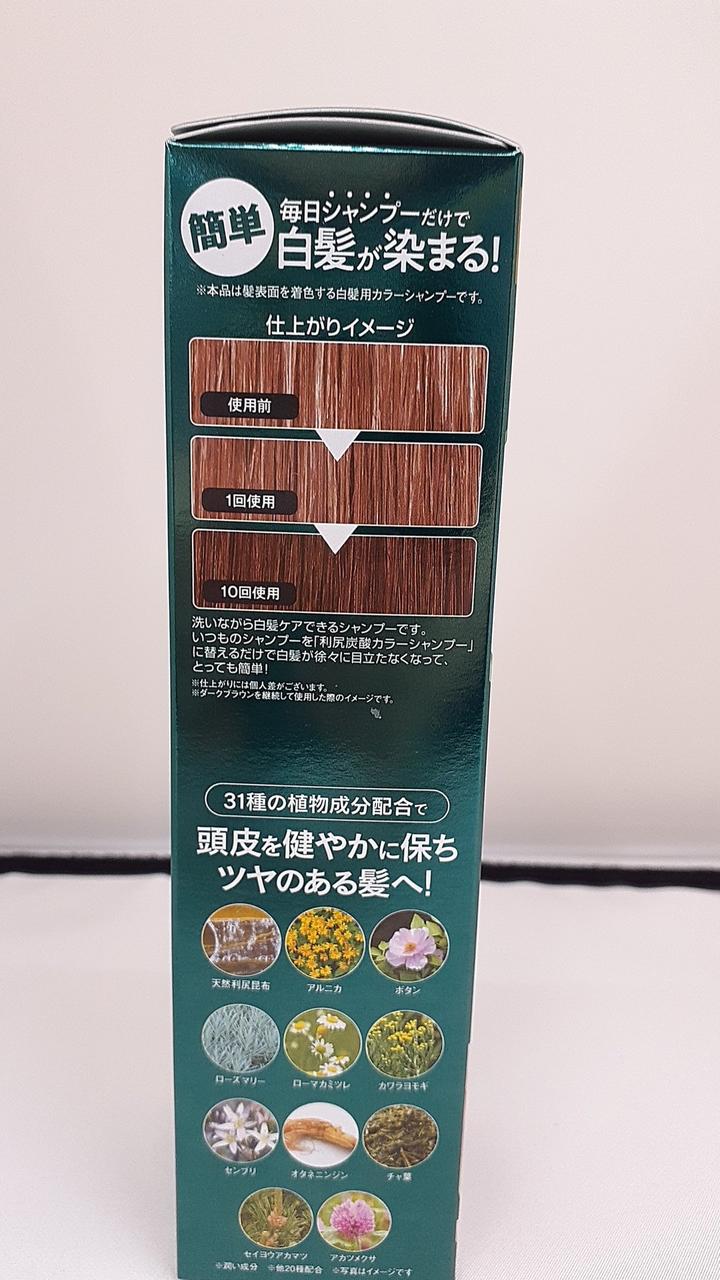 簡単
毎日シャンプーだけで
白髪が染まる!
※本品は髪表面を着色する白髪用カラーシャンプーです。
仕上がりイメージ
使用前
1回使用
10回使用
洗いながら白髪ケアできるシャンプーです。
いつものシャンプーを「利尻炭酸カラーシャンプー」
に替えるだけで白髪が徐々に目立たなくなって、
とっても簡単!
※仕上がりには個人差がございます。
※ダークブラウンを継続して使用した際のイメージです。
31種の植物成分配合で
頭皮を健やかに保ち
ツヤのある髪へ!
天然利尻昆布 アルニカ ボタン
ローズマリー ローマカミツレ カワラヨモギ
センブリ オタネニンジン チャ葉
セイヨウアカマツ アカツメクサ
※潤い成分 ※他20種配合 ※写真はイメージです